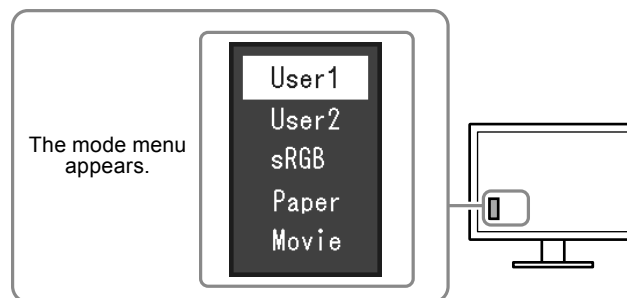 The mode menu
appears.
User1
User2
sRGB
Paper
Movie